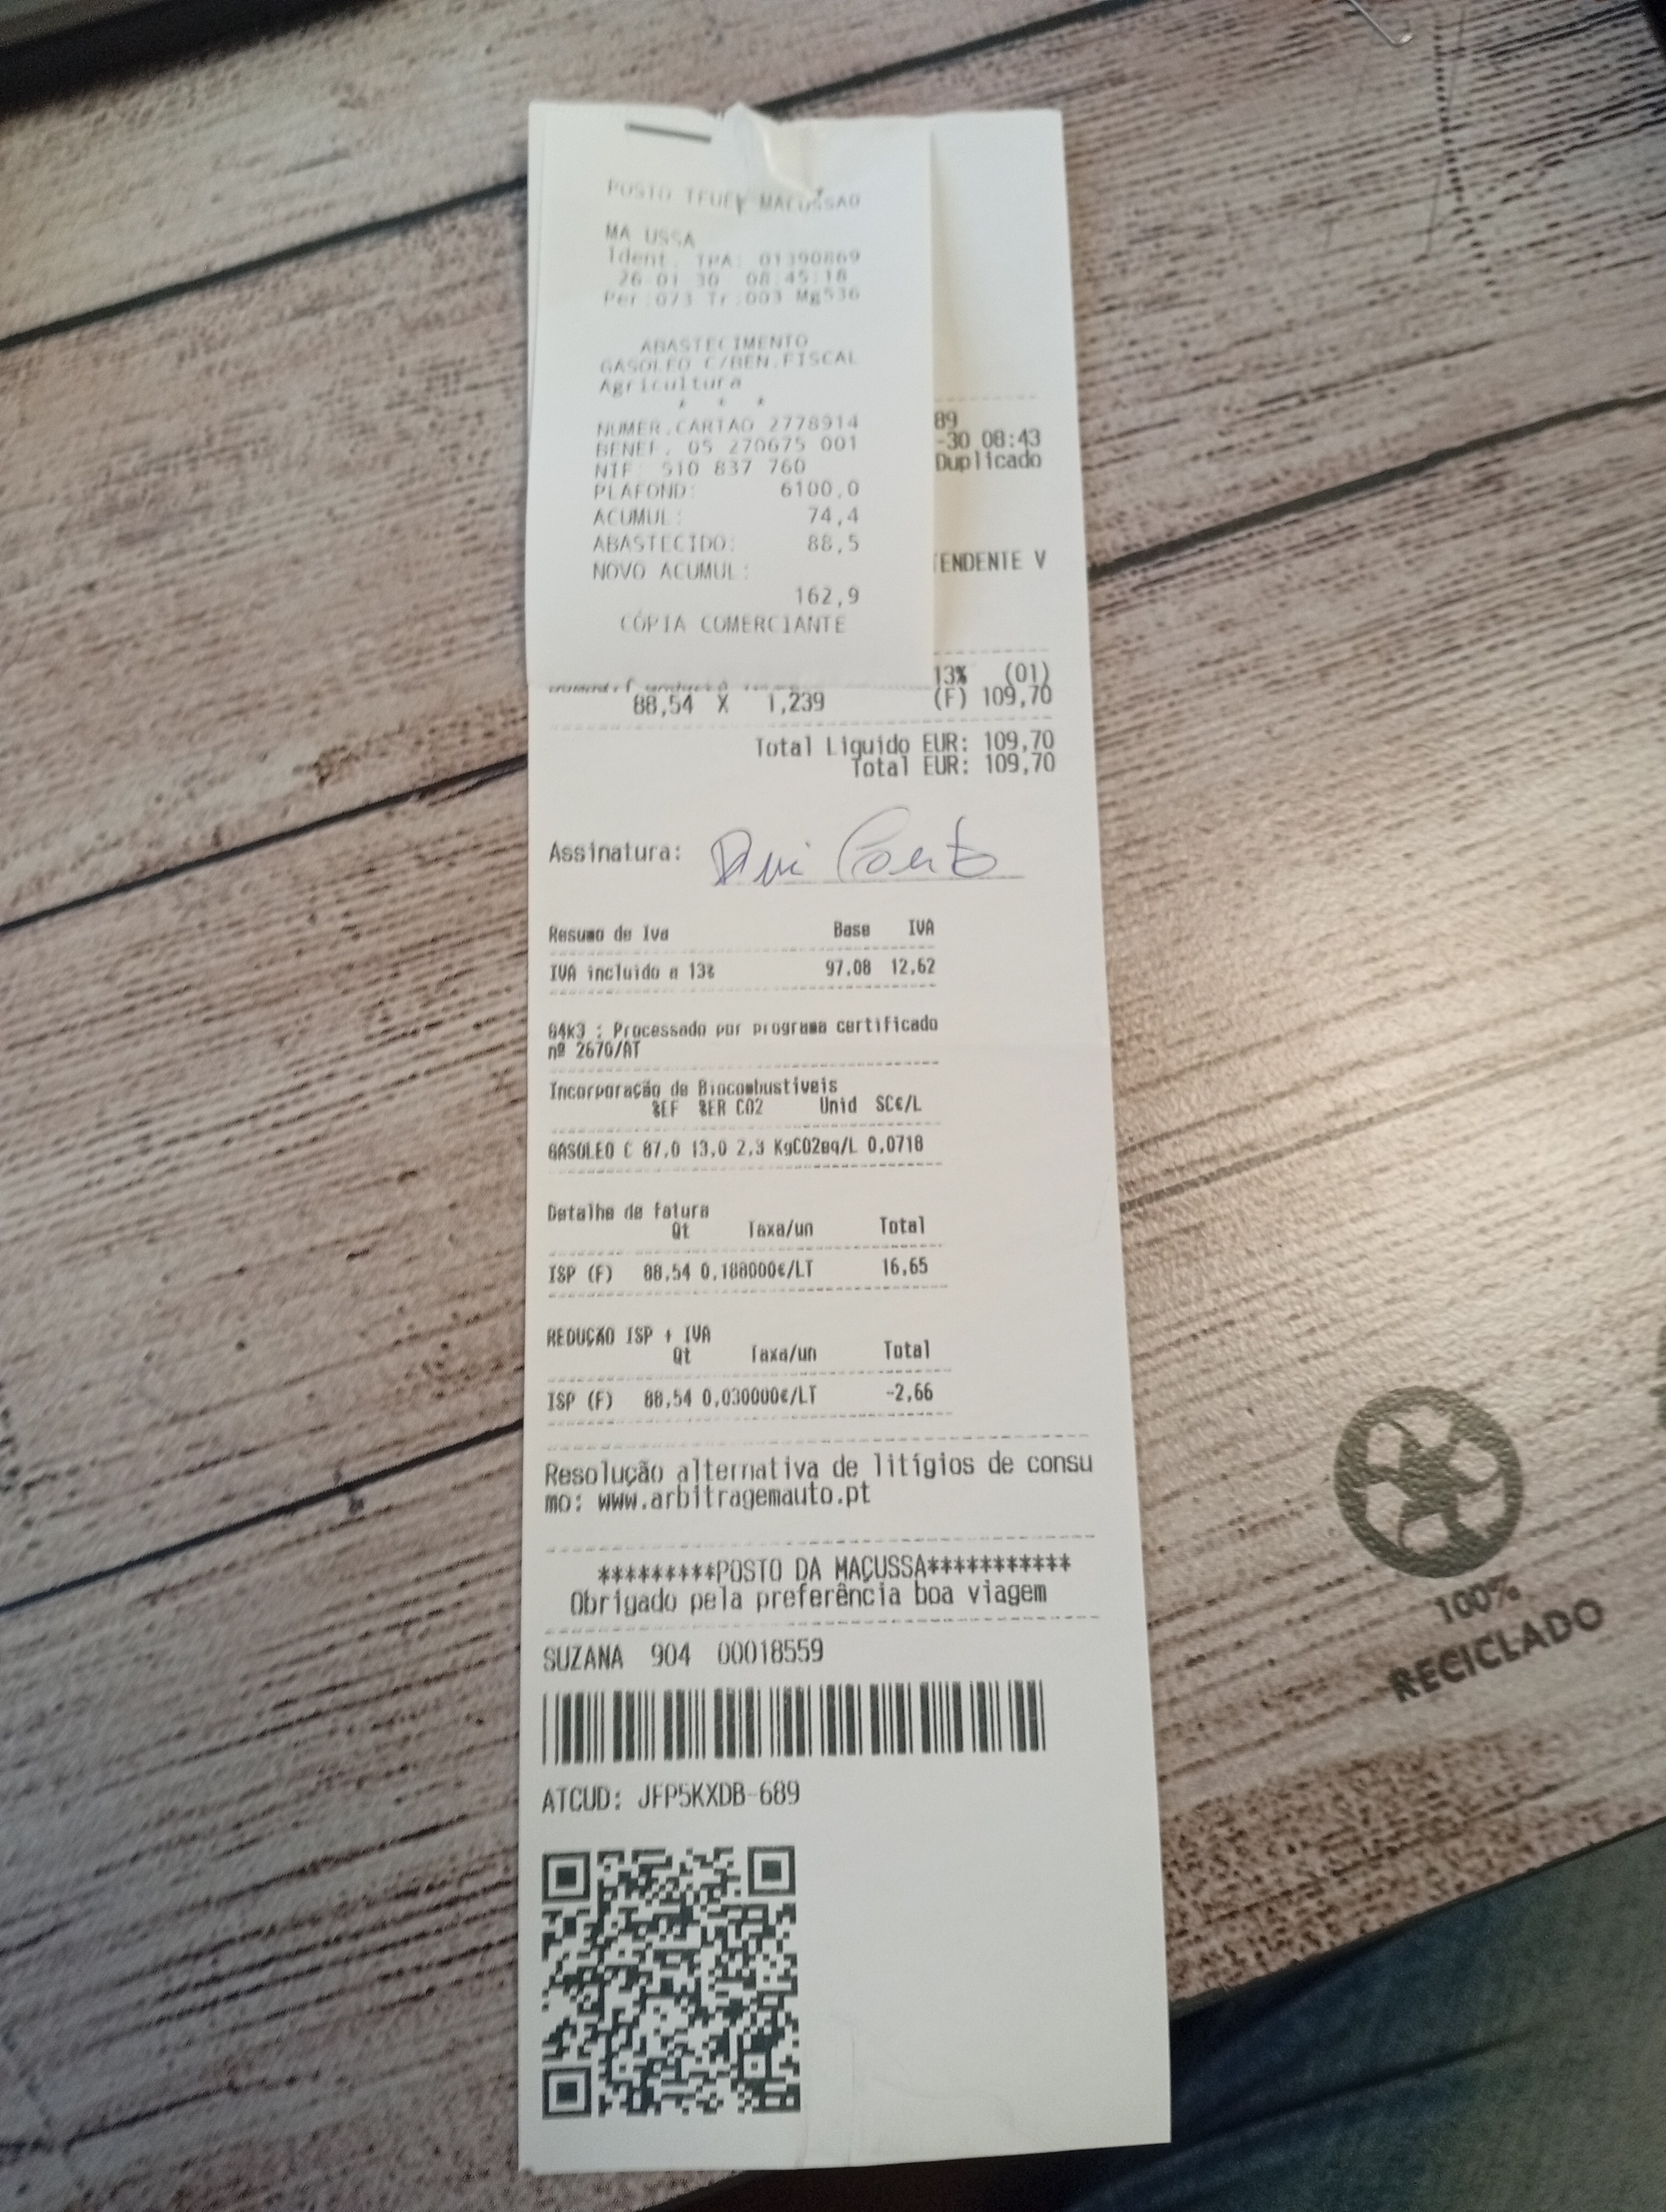 POSTO TFUEL MACUSSAO
MA USSA
Ident. TPA: 01390869
26-01-30 08:45:18
Per:073 Tr:003 Mg536
ABASTECIMENTO
GASOLEO C/BEN.FISCAL
Agricultura
* * *
NUMER.CARTAO 2778914
BENEF. 05 270675 001
NIF: 510 837 760
PLAFOND: 6100,0
ACUMUL: 74,4
ABASTECIDO: 88,5
NOVO ACUMUL:
162,9
CÓPIA COMERCIANTE
89
-30 08:43
Duplicado
ENDENTE V
13% (01)
88,54 X 1,239 (F) 109,70
Total Liquido EUR: 109,70
Total EUR: 109,70
Assinatura:
Resumo de Iva Base IVA
IVA incluido a 13% 97.08 12,62
G4k3 : Processado por programa certificado
nº 2670/AT
Incorporação de Biocombustíveis
%EF %ER CO2 Unid SC€/L
GASOLEO C 87.0 13.0 2.3 KgCO2eq/L 0.0718
Detalhe de fatura
Qt Taxa/un Total
ISP (F) 88,54 0,188000€/LT 16,65
REDUÇÃO ISP + IVA
Qt Taxa/un Total
ISP (F) 88,54 0,030000€/LT -2,66
Resolução alternativa de litígios de consu
mo: www.arbitragemauto.pt
*********POSTO DA MAÇUSSA***********
Obrigado pela preferência boa viagem
SUZANA 904 00018559
ATCUD: JFP5KXDB-689
100%
RECICLADO